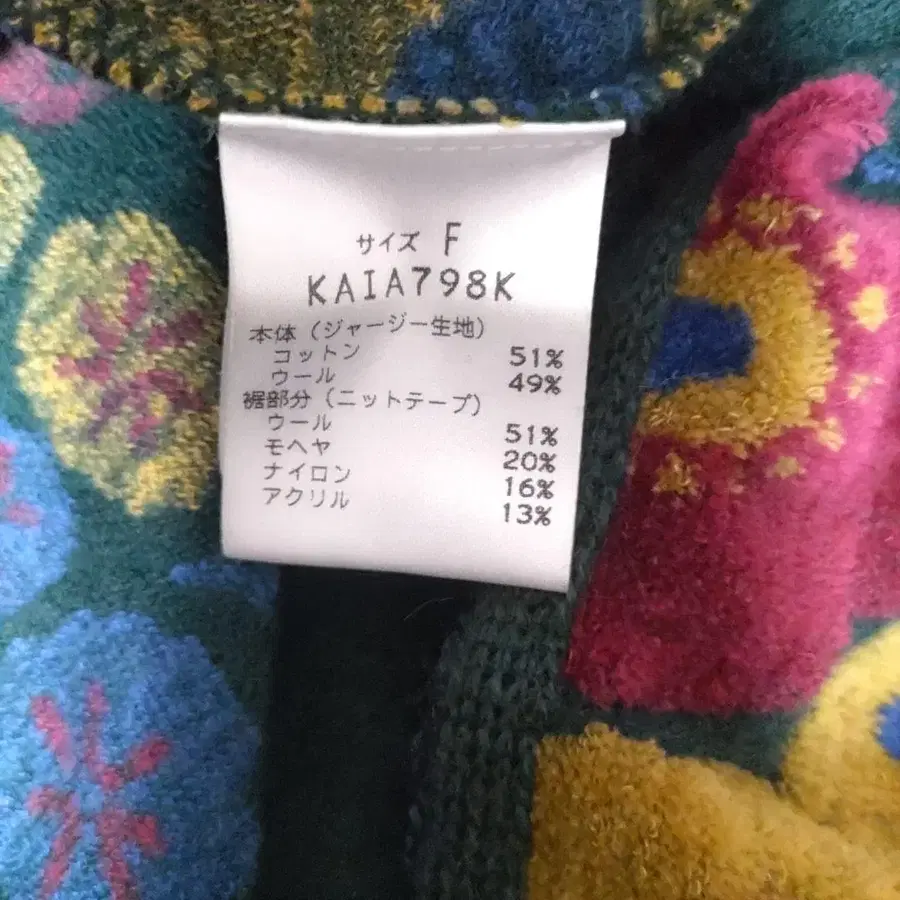 サイズ F
KAIA798K
本体(ジャージー生地)
コットン 51%
ウール 49%
裾部分(ニットテープ)
ウール 51%
モヘヤ 20%
ナイロン 16%
アクリル 13%